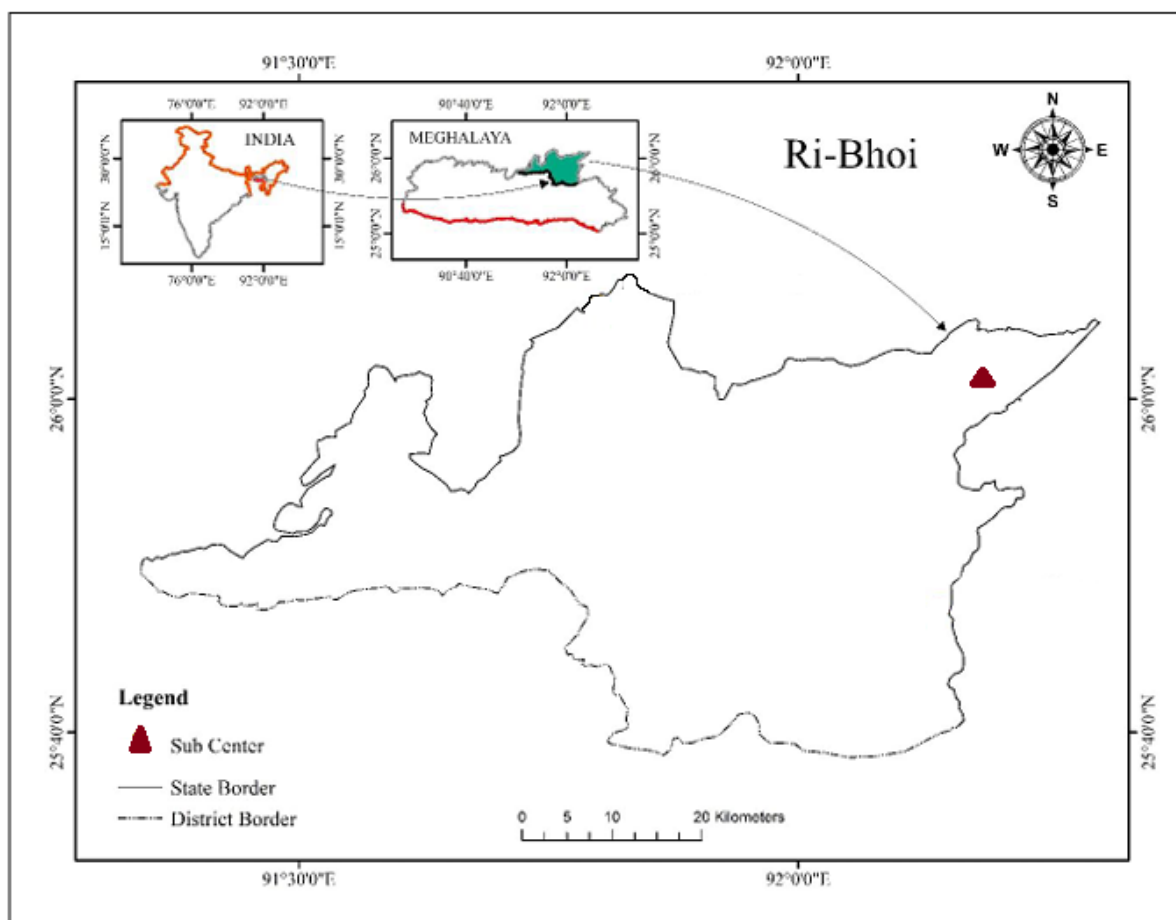 91°30'0"E 92°0'0"E
76°0'0"E 92°0'0"E
INDIA
30°0'0"N 30°0'0"N
15°0'0"N 15°0'0"N
76°0'0"E 92°0'0"E
90°40'0"E 92°0'0"E
MEGHALAYA
26°0'0"N 26°0'0"N
25°0'0"N 25°0'0"N
90°40'0"E 92°0'0"E
Ri-Bhoi
N
W E
S
26°0'0"N 26°0'0"N
25°40'0"N 25°40'0"N
Legend
Sub Center
State Border
District Border
0 5 10 20 Kilometers
91°30'0"E 92°0'0"E